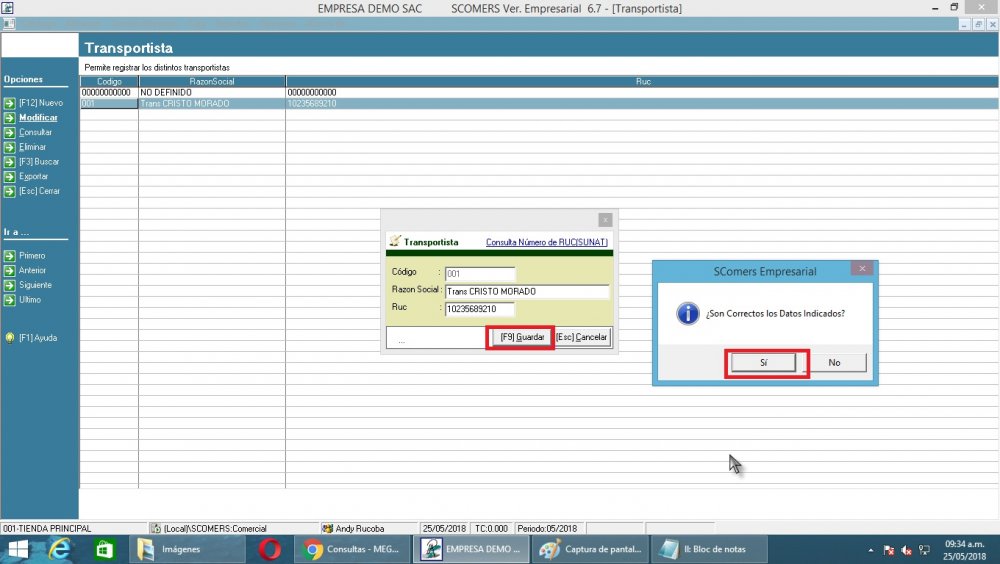 EMPRESA DEMO SAC SCOMERS Ver. Empresarial 6.7 - [Transportista]
Transportista
Permite registrar los distintos transportistas
Opciones
[F12] Nuevo
Modificar
Consultar
Eliminar
[F3] Buscar
Exportar
[Esc] Cerrar
Ir a ...
Primero
Anterior
Siguiente
Ultimo
[F1] Ayuda
Codigo RazonSocial Ruc
00000000000 NO DEFINIDO 00000000000
001 Trans CRISTO MORADO 10235689210
Transportista Consulta Número de RUC(SUNAT)
Código : 001
Razon Social : Trans CRISTO MORADO
Ruc : 10235689210
... [F9] Guardar [Esc] Cancelar
SComers Empresarial
¿Son Correctos los Datos Indicados?
Sí No
001-TIENDA PRINCIPAL (Local)\SCOMERS:Comercial Andy Rucoba 25/05/2018 TC:0.000 Periodo:05/2018
Imágenes Consultas - MEG... EMPRESA DEMO ... Captura de pantal... II: Bloc de notas 09:34 a.m.
25/05/2018